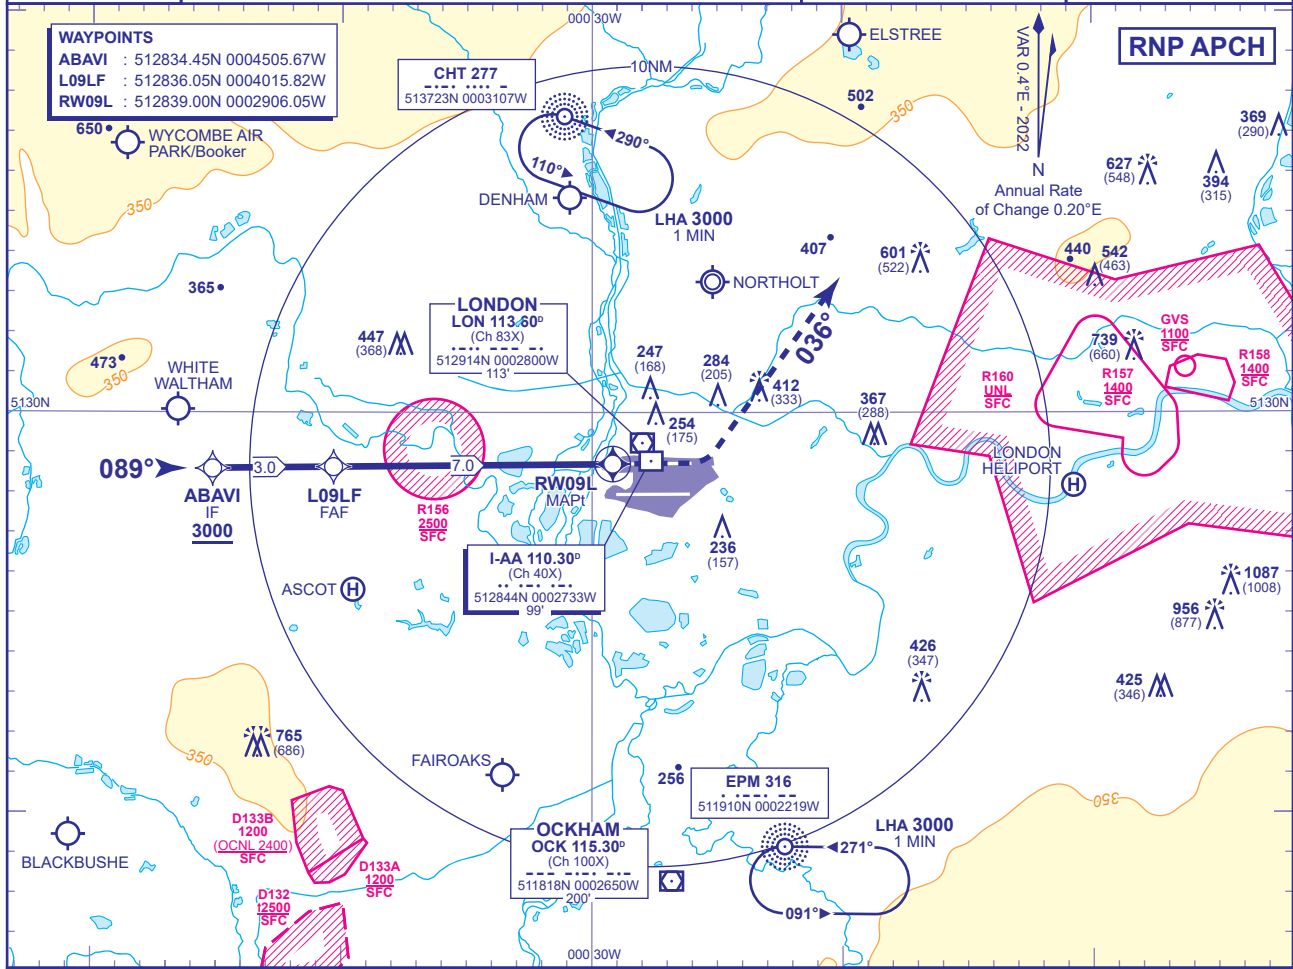 000 30W
WAYPOINTS
ABAVI : 512834.45N 0004505.67W
L09LF : 512836.05N 0004015.82W
RW09L : 512839.00N 0002906.05W
650
WYCOMBE AIR
PARK/Booker
350
CHT 277
513723N 0003107W
10NM
ELSTREE
502
350
VAR 0.4°E - 2022
N
Annual Rate
of Change 0.20°E
RNP APCH
369
(290)
627
(548)
394
(315)
290°
110°
DENHAM
LHA 3000
1 MIN
407
601
(522)
440
542
(463)
NORTHOLT
365
LONDON
LON 113.60ᴰ
(Ch 83X)
512914N 0002800W
113'
447
(368)
036°
473
350
WHITE
WALTHAM
247
(168)
284
(205)
412
(333)
254
(175)
367
(288)
739
(660)
GVS
1100
SFC
R158
1400
SFC
R157
1400
SFC
R160
UNL
SFC
5130N
5130N
089°
3.0
7.0
ABAVI
IF
3000
L09LF
FAF
RW09L
MAPt
R156
2500
SFC
LONDON
HELIPORT
H
236
(157)
I-AA 110.30ᴰ
(Ch 40X)
512844N 0002733W
99'
ASCOT
H
1087
(1008)
956
(877)
426
(347)
425
(346)
765
(686)
350
FAIROAKS
256
EPM 316
511910N 0002219W
350
D133B
1200
(OCNL 2400)
SFC
BLACKBUSHE
D133A
1200
SFC
D132
2500
SFC
OCKHAM
OCK 115.30ᴰ
(Ch 100X)
511818N 0002650W
200'
LHA 3000
1 MIN
271°
091°
000 30W